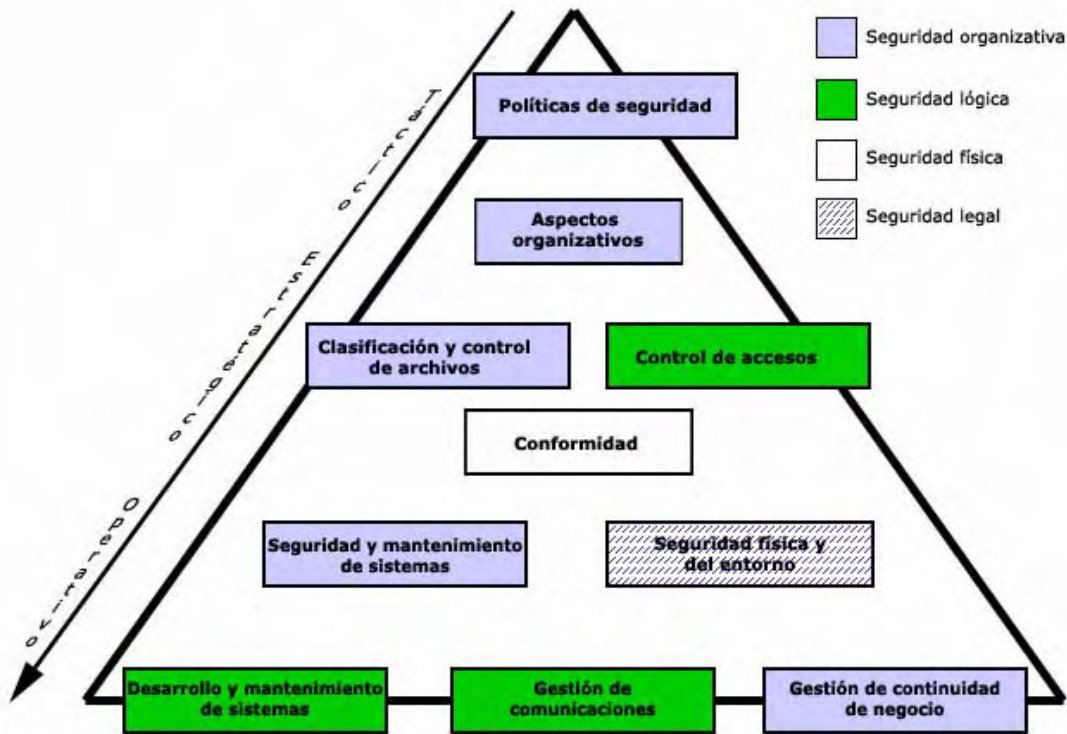 Políticas de seguridad
Aspectos
organizativos
Clasificación y control
de archivos
Control de accesos
Conformidad
Seguridad y mantenimiento
de sistemas
Seguridad física y
del entorno
Desarrollo y mantenimiento
de sistemas
Gestión de
comunicaciones
Gestión de continuidad
de negocio
Táctico
Estratégico
Operativo
Seguridad organizativa
Seguridad lógica
Seguridad física
Seguridad legal